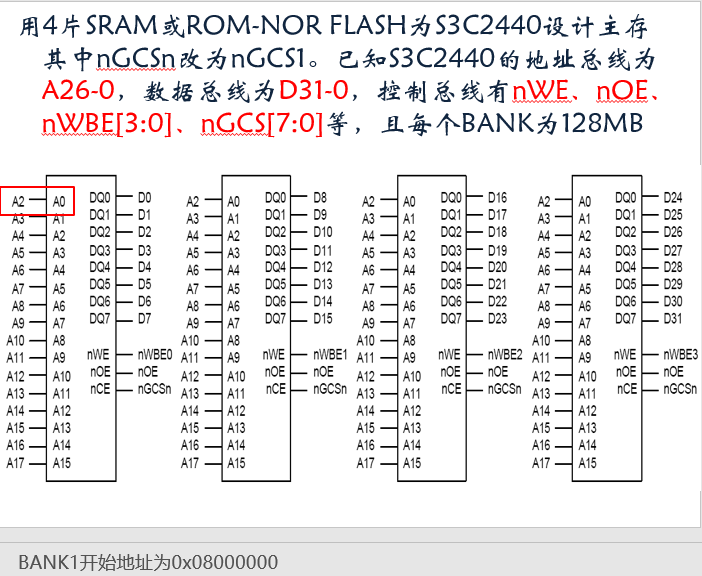 用4片SRAM或ROM-NOR FLASH为S3C2440设计主存
其中nGCSn改为nGCS1。已知S3C2440的地址总线为
A26-0，数据总线为D31-0，控制总线有nWE、nOE、
nWBE[3:0]、nGCS[7:0]等，且每个BANK为128MB
A2 A0 DQ0 D0 A2 A0 DQ0 D8 A2 A0 DQ0 D16 A2 A0 DQ0 D24
A3 A1 DQ1 D1 A3 A1 DQ1 D9 A3 A1 DQ1 D17 A3 A1 DQ1 D25
A4 A2 DQ2 D2 A4 A2 DQ2 D10 A4 A2 DQ2 D18 A4 A2 DQ2 D26
A5 A3 DQ3 D3 A5 A3 DQ3 D11 A5 A3 DQ3 D19 A5 A3 DQ3 D27
A6 A4 DQ4 D4 A6 A4 DQ4 D12 A6 A4 DQ4 D20 A6 A4 DQ4 D28
A7 A5 DQ5 D5 A7 A5 DQ5 D13 A7 A5 DQ5 D21 A7 A5 DQ5 D29
A8 A6 DQ6 D6 A8 A6 DQ6 D14 A8 A6 DQ6 D22 A8 A6 DQ6 D30
A9 A7 DQ7 D7 A9 A7 DQ7 D15 A9 A7 DQ7 D23 A9 A7 DQ7 D31
A10 A8 A10 A8 A10 A8 A10 A8
A11 A9 nWE nWBE0 A11 A9 nWE nWBE1 A11 A9 nWE nWBE2 A11 A9 nWE nWBE3
A12 A10 nOE nOE A12 A10 nOE nOE A12 A10 nOE nOE A12 A10 nOE nOE
A13 A11 nCE nGCSn A13 A11 nCE nGCSn A13 A11 nCE nGCSn A13 A11 nCE nGCSn
A14 A12 A14 A12 A14 A12 A14 A12
A15 A13 A15 A13 A15 A13 A15 A13
A16 A14 A16 A14 A16 A14 A16 A14
A17 A15 A17 A15 A17 A15 A17 A15
BANK1开始地址为0x08000000